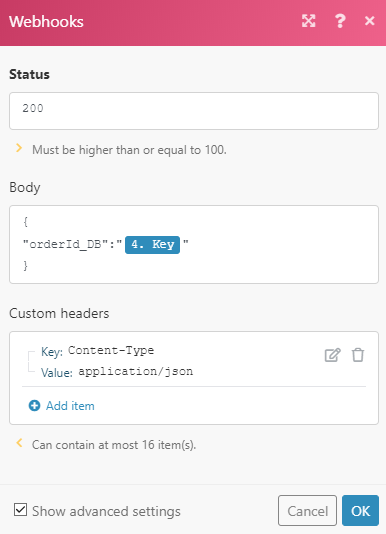 Webhooks
Status
200
Must be higher than or equal to 100.
Body
{
"orderId_DB":"4. Key"
}
Custom headers
Key: Content-Type
Value: application/json
Add item
Can contain at most 16 item(s).
Show advanced settings
Cancel
OK